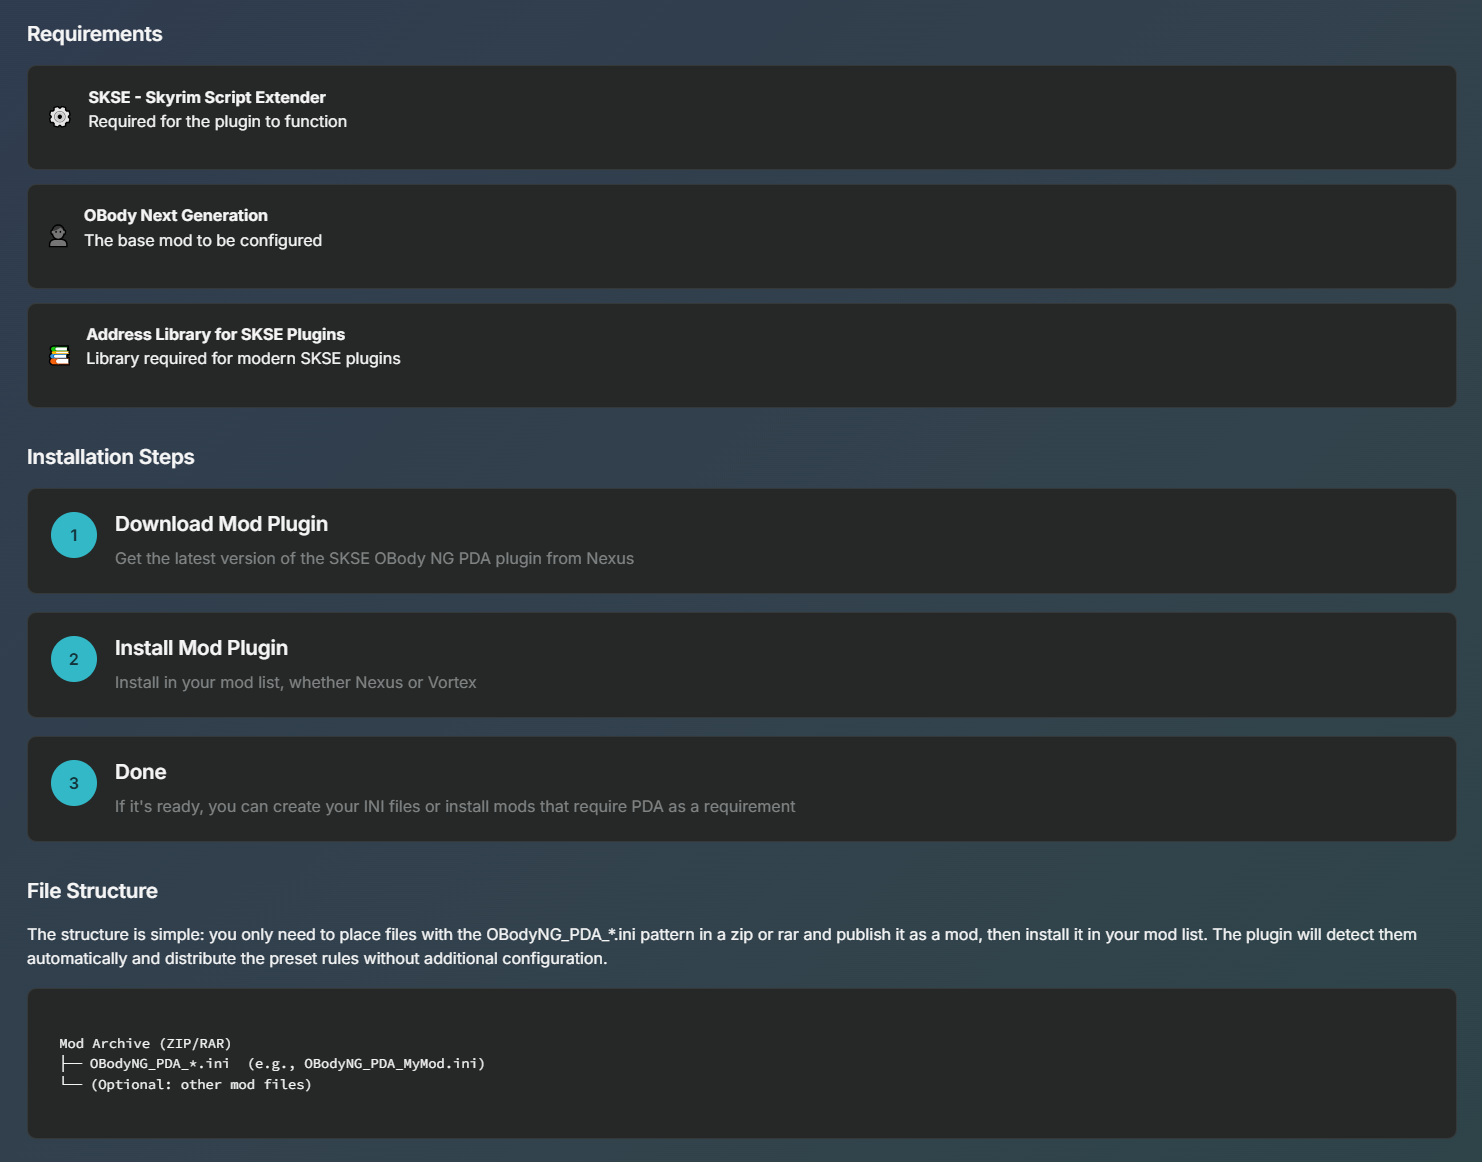 Requirements
SKSE - Skyrim Script Extender
Required for the plugin to function
OBody Next Generation
The base mod to be configured
Address Library for SKSE Plugins
Library required for modern SKSE plugins
Installation Steps
1
Download Mod Plugin
Get the latest version of the SKSE OBody NG PDA plugin from Nexus
2
Install Mod Plugin
Install in your mod list, whether Nexus or Vortex
3
Done
If it's ready, you can create your INI files or install mods that require PDA as a requirement
File Structure
The structure is simple: you only need to place files with the OBodyNG_PDA_*.ini pattern in a zip or rar and publish it as a mod, then install it in your mod list. The plugin will detect them
automatically and distribute the preset rules without additional configuration.
Mod Archive (ZIP/RAR)
├── OBodyNG_PDA_*.ini  (e.g., OBodyNG_PDA_MyMod.ini)
└── (Optional: other mod files)